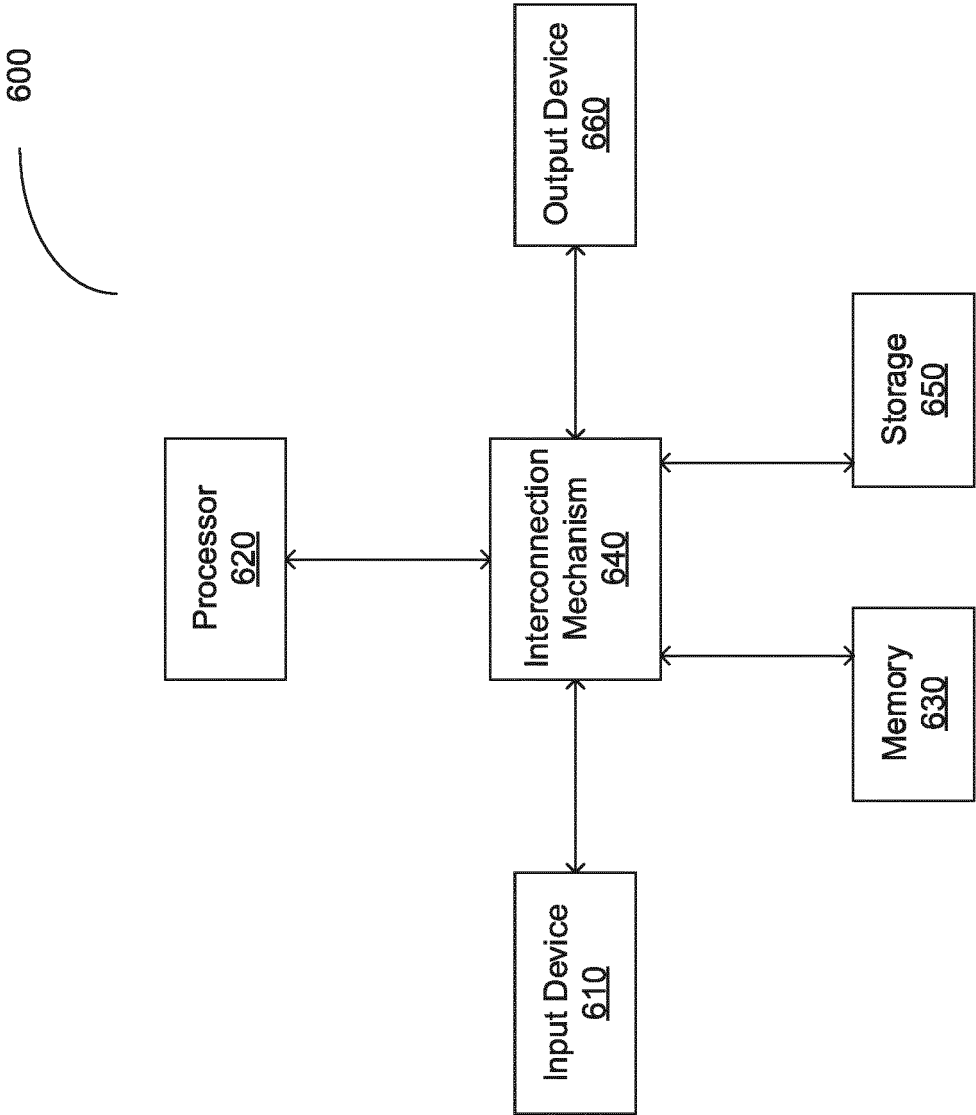 600
Processor
620
Input Device
610
Interconnection
Mechanism
640
Output Device
660
Memory
630
Storage
650